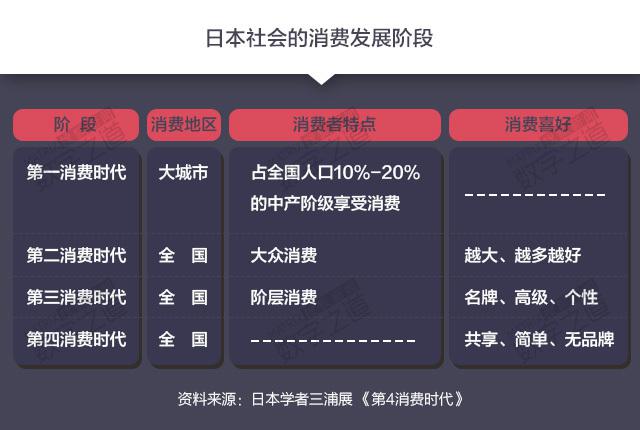 日本社会的消费发展阶段
阶 段 消费地区 消费者特点 消费喜好
第一消费时代 大城市 占全国人口10%-20%
的中产阶级享受消费 ------------
第二消费时代 全 国 大众消费 越大、越多越好
第三消费时代 全 国 阶层消费 名牌、高级、个性
第四消费时代 全 国 -------------- 共享、简单、无品牌
资料来源：日本学者三浦展《第4消费时代》